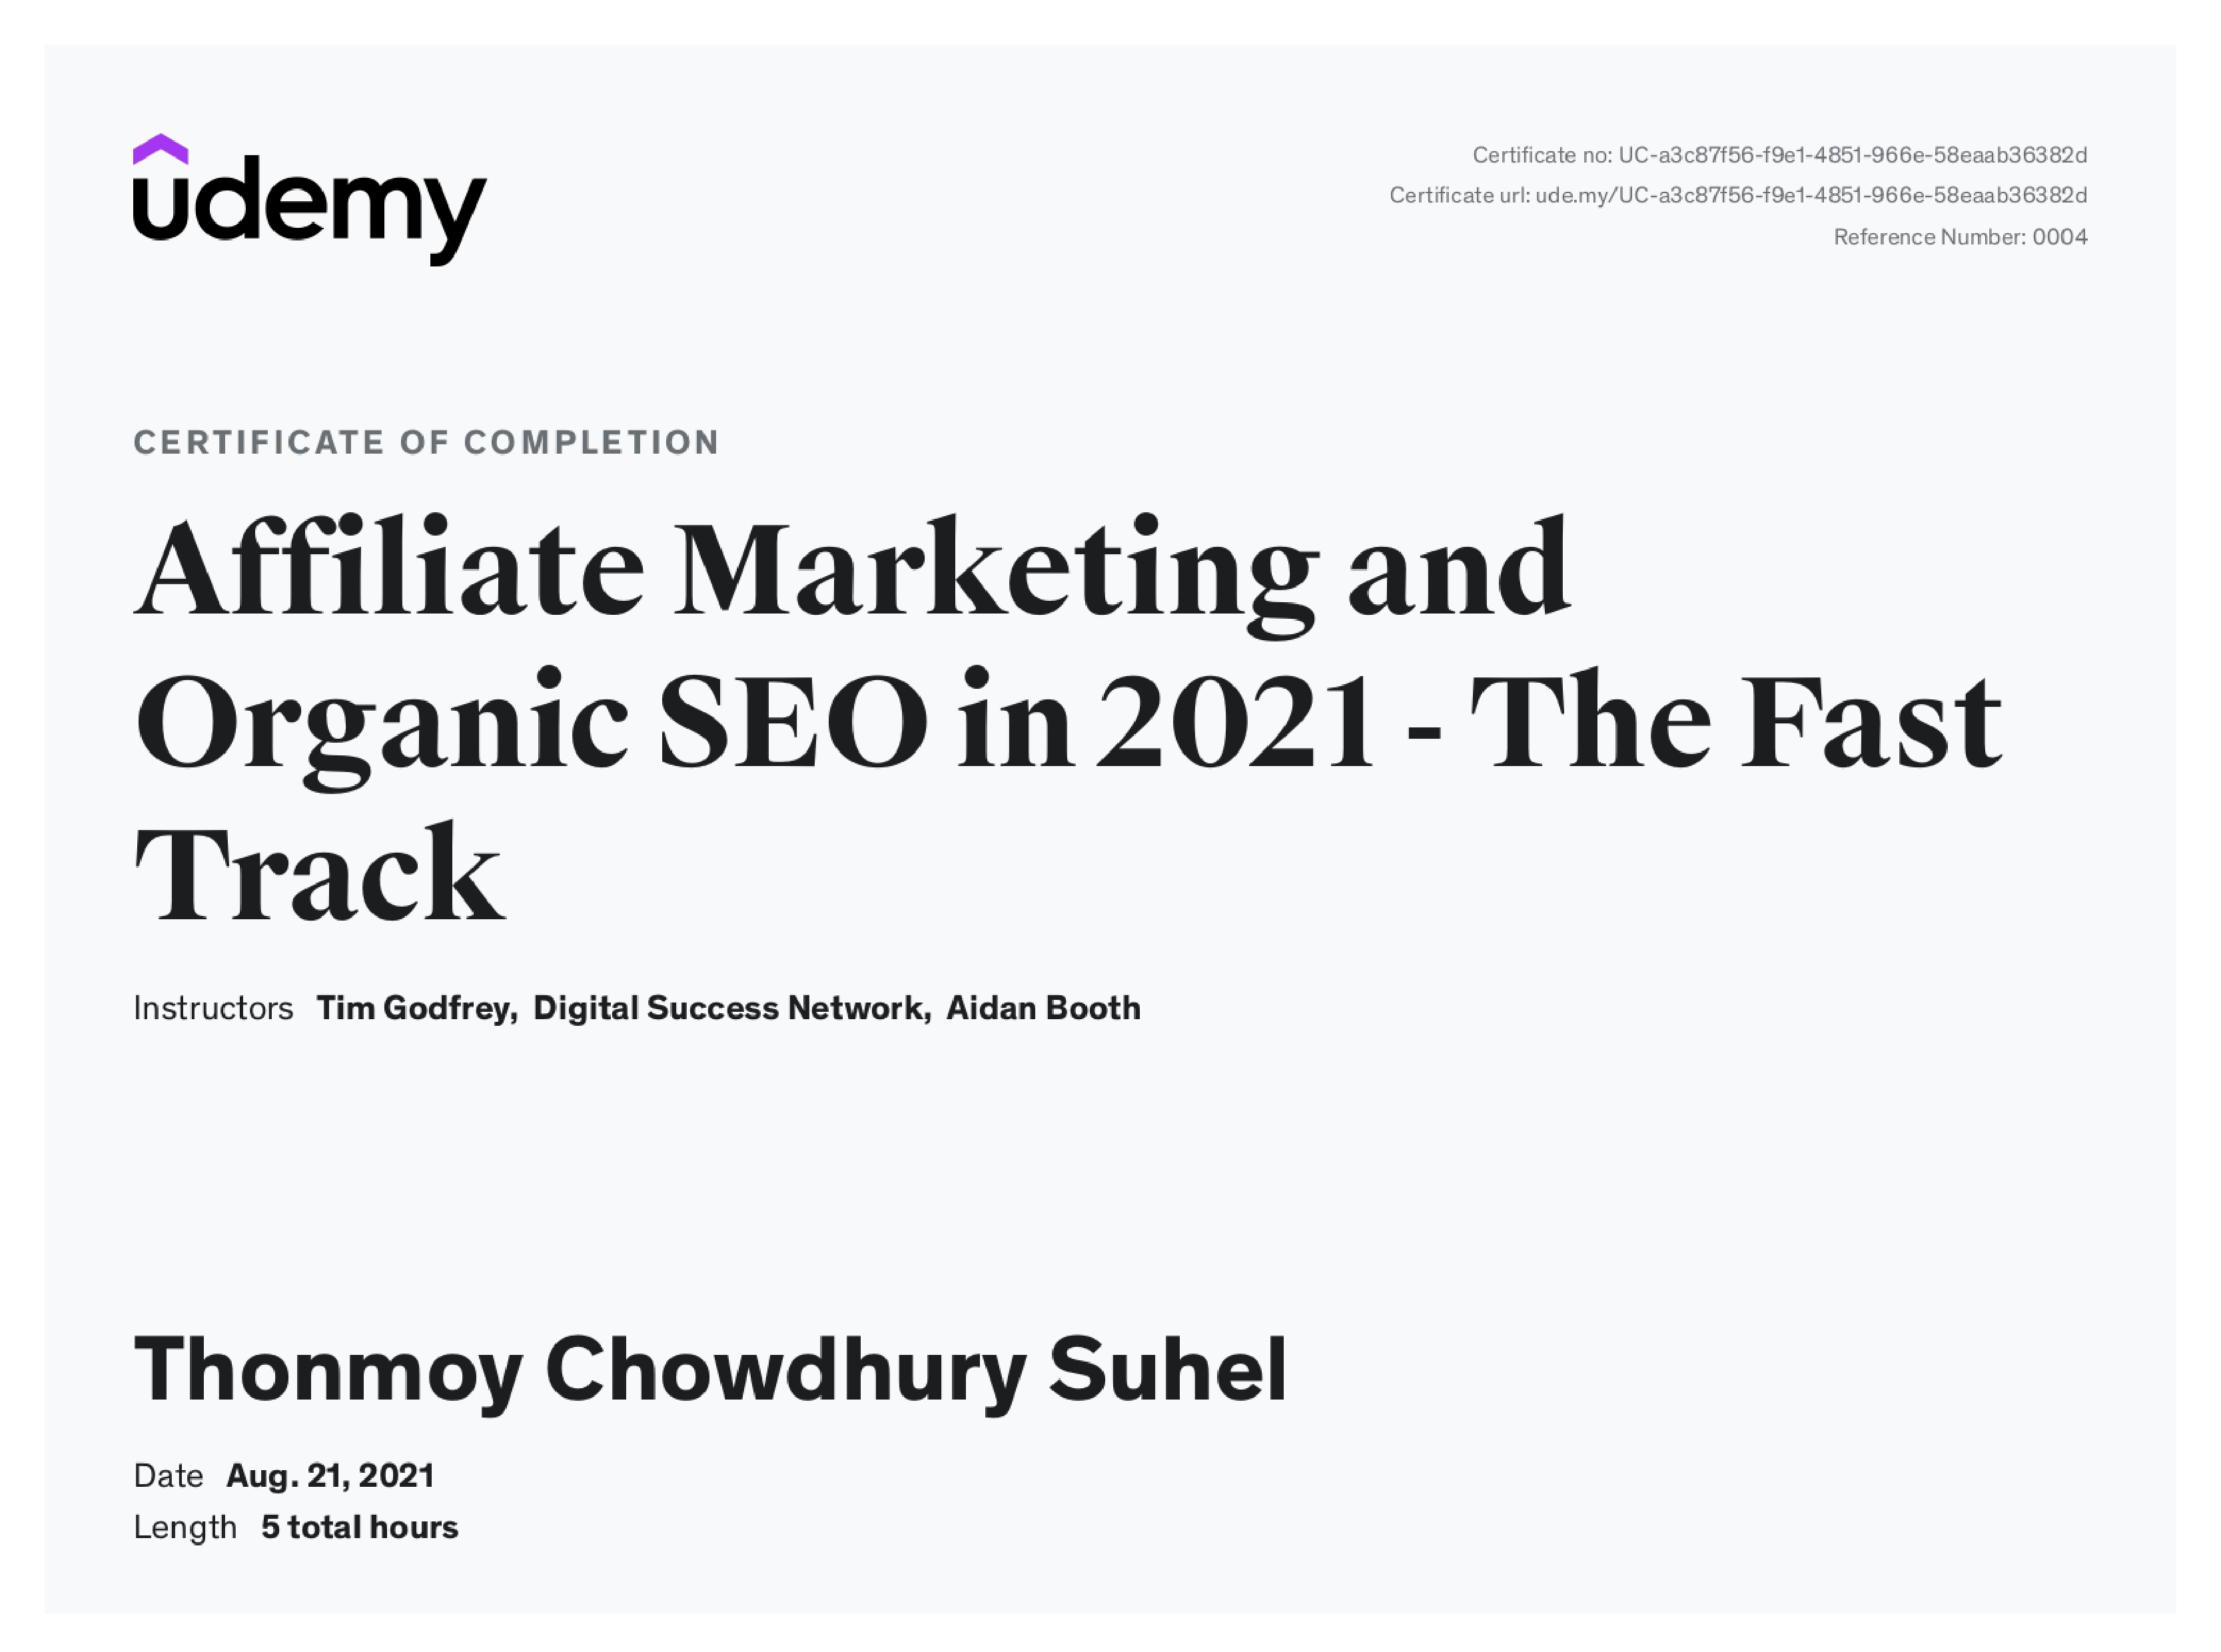 udemy
Certificate no: UC-a3c87f56-f9e1-4851-966e-58eaab36382d
Certificate url: ude.my/UC-a3c87f56-f9e1-4851-966e-58eaab36382d
Reference Number: 0004
CERTIFICATE OF COMPLETION
Affiliate Marketing and
Organic SEO in 2021 - The Fast
Track
Instructors Tim Godfrey, Digital Success Network, Aidan Booth
Thonmoy Chowdhury Suhel
Date Aug. 21, 2021
Length 5 total hours